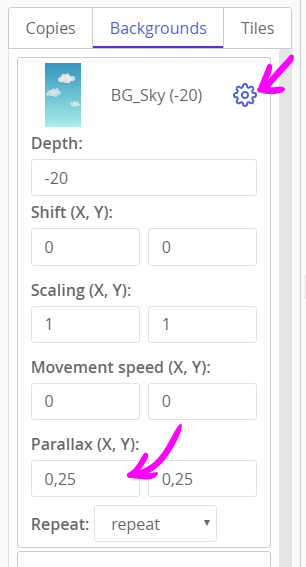 Copies Backgrounds Tiles
BG_Sky (-20)
Depth:
-20
Shift (X, Y):
0 0
Scaling (X, Y):
1 1
Movement speed (X, Y):
0 0
Parallax (X, Y):
0,25 0,25
Repeat: repeat